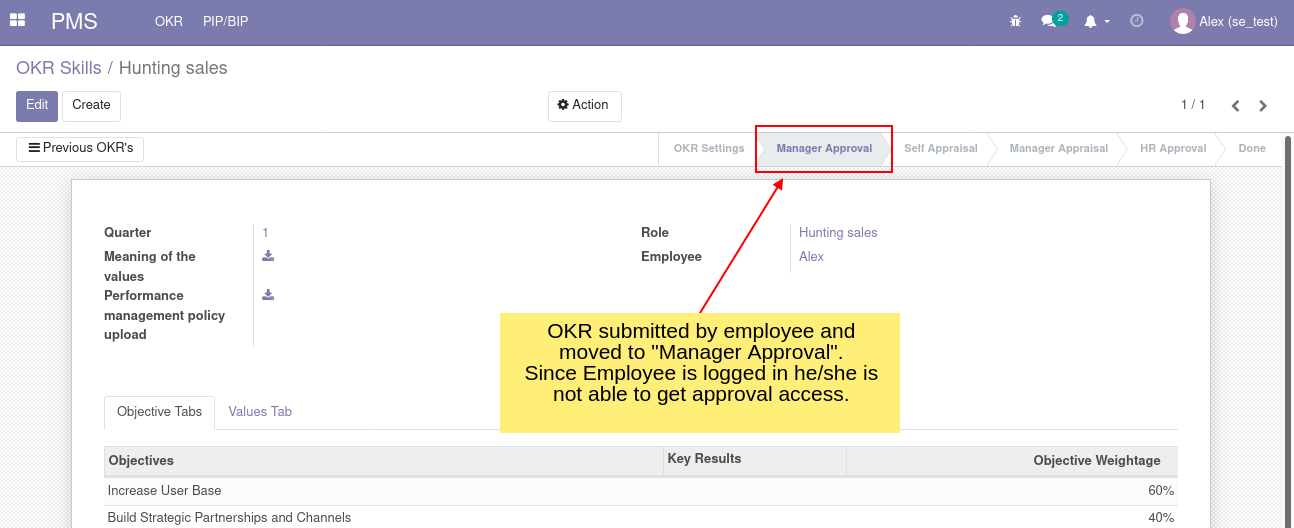 PMS OKR PIP/BIP 2 Alex (se_test)
OKR Skills / Hunting sales
Edit Create Action 1 / 1
Previous OKR's OKR Settings Manager Approval Self Appraisal Manager Appraisal HR Approval Done
Quarter 1 Role Hunting sales
Meaning of the values Employee Alex
Performance management policy upload
OKR submitted by employee and
moved to "Manager Approval".
Since Employee is logged in he/she is
not able to get approval access.
Objective Tabs Values Tab
Objectives Key Results Objective Weightage
Increase User Base 60%
Build Strategic Partnerships and Channels 40%